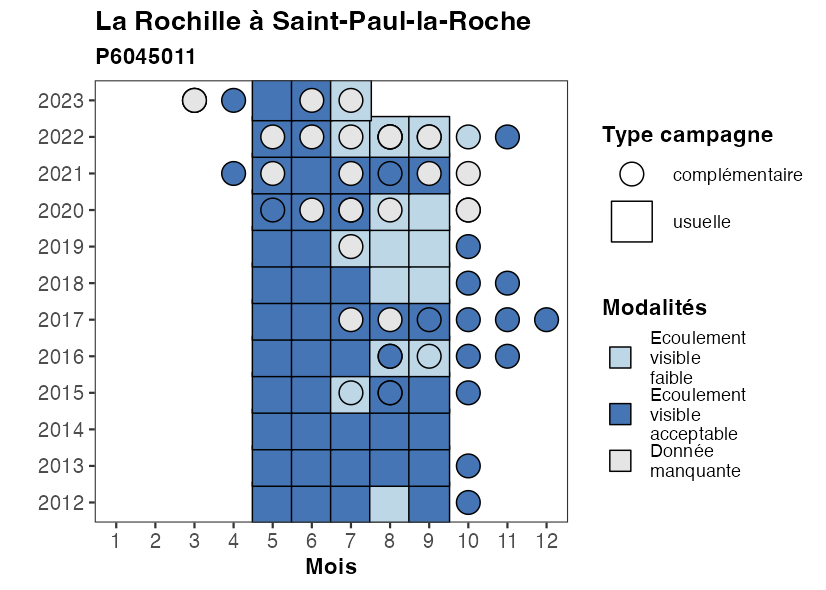 La Rochille à Saint-Paul-la-Roche
P6045011
2023
2022
2021
2020
2019
2018
2017
2016
2015
2014
2013
2012
1 2 3 4 5 6 7 8 9 10 11 12
Mois
Type campagne
complémentaire
usuelle
Modalités
Ecoulement
visible
faible
Ecoulement
visible
acceptable
Donnée
manquante